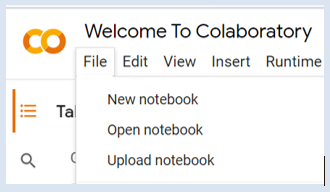 Welcome To Colaboratory
File Edit View Insert Runtime
New notebook
Open notebook
Upload notebook